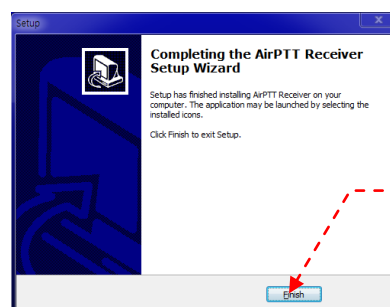 Setup
Completing the AirPTT Receiver
Setup Wizard
Setup has finished installing AirPTT Receiver on your
computer. The application may be launched by selecting the
installed icons.
Click Finish to exit Setup.
Finish